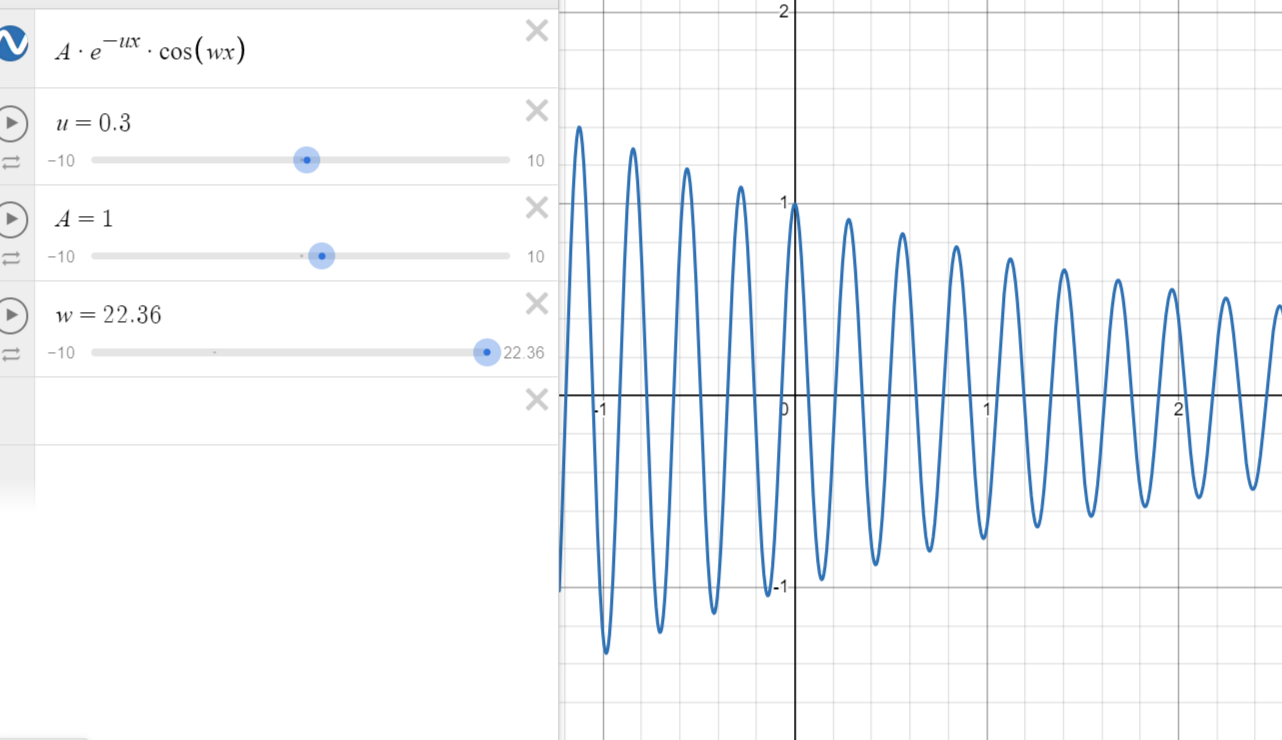 A · e^{−ux} · cos(wx)
u = 0.3
−10 10
A = 1
−10 10
w = 22.36
−10 22.36
2
1
-1 0 1 2
-1